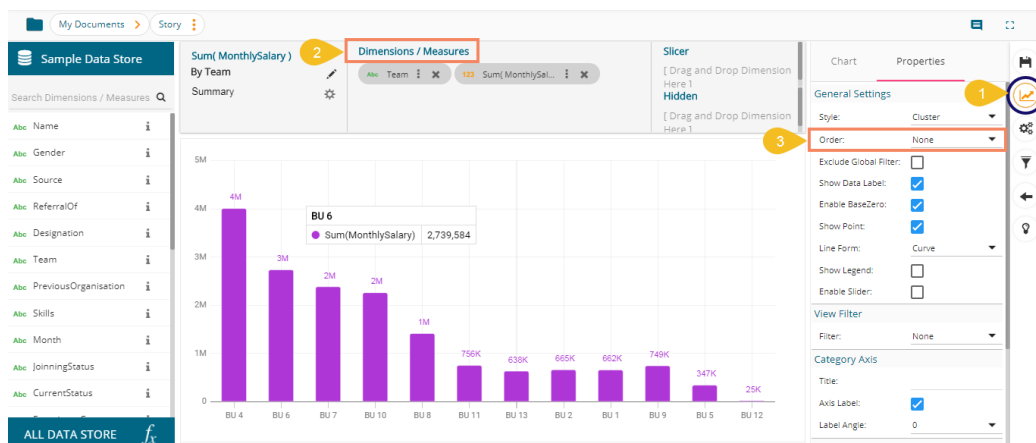 My Documents
Story
Sample Data Store
Search Dimensions / Measures
Abc Name i
Abc Gender i
Abc Source i
Abc ReferralOf i
Abc Designation i
Abc Team i
Abc PreviousOrganisation i
Abc Skills i
Abc Month i
Abc JoinningStatus i
Abc CurrentStatus i
ALL DATA STORE fx
Sum( MonthlySalary )
By Team
Summary
2
Dimensions / Measures
Abc Team
123 Sum( MonthlySal...
Slicer
[ Drag and Drop Dimension
Here ]
Hidden
[ Drag and Drop Dimension
Here ]
5M
4M
3M
2M
1M
0
4M
3M
2M
2M
1M
756K
638K
665K
662K
749K
347K
25K
BU 6
Sum(MonthlySalary) 2,739,584
BU 4
BU 6
BU 7
BU 10
BU 8
BU 11
BU 13
BU 2
BU 1
BU 9
BU 5
BU 12
Chart
Properties
General Settings
1
Style: Cluster
3
Order: None
Exclude Global Filter:
Show Data Label:
Enable BaseZero:
Show Point:
Line Form: Curve
Show Legend:
Enable Slider:
View Filter
Filter: None
Category Axis
Title:
Axis Label:
Label Angle: 0